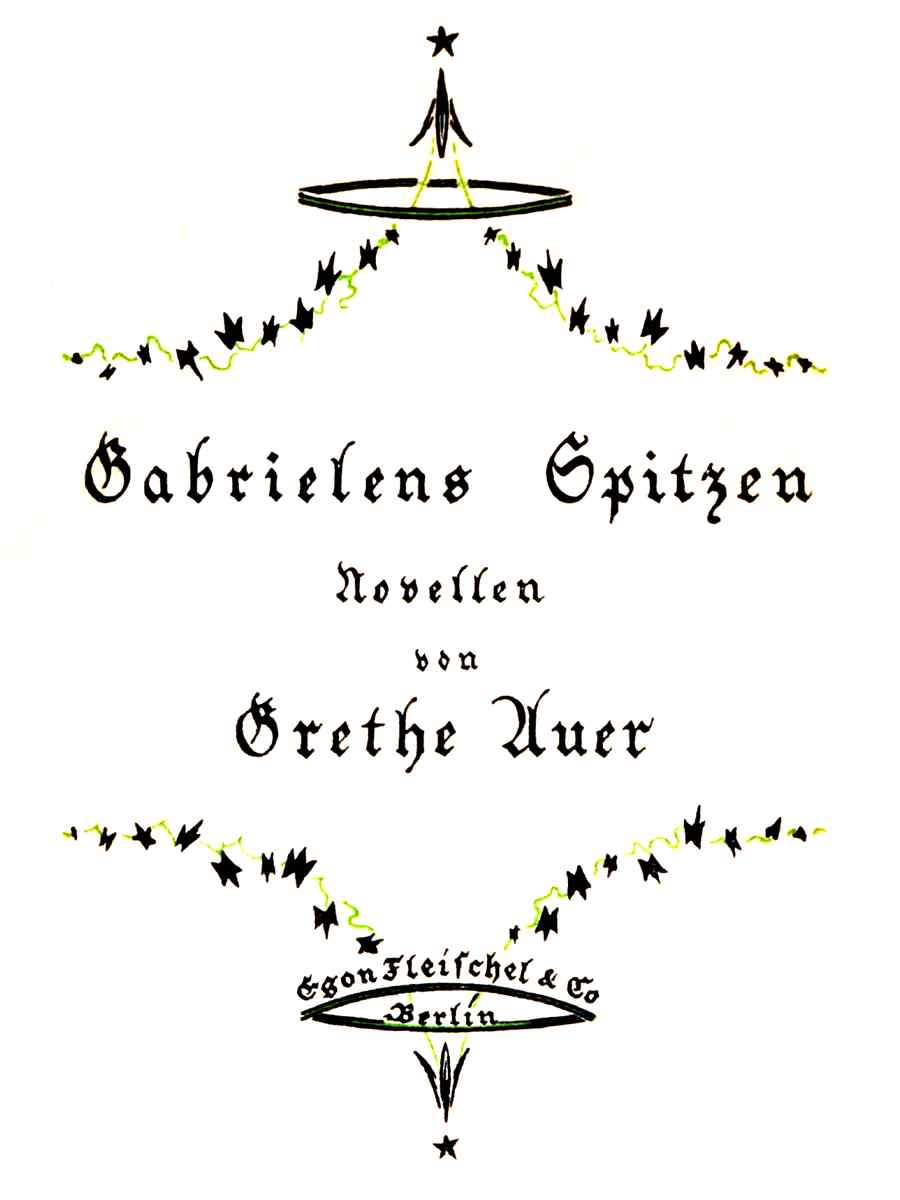 Gabrielens Spitzen
Novellen
von
Grethe Auer
Egon Fleiſchel & Co
Berlin